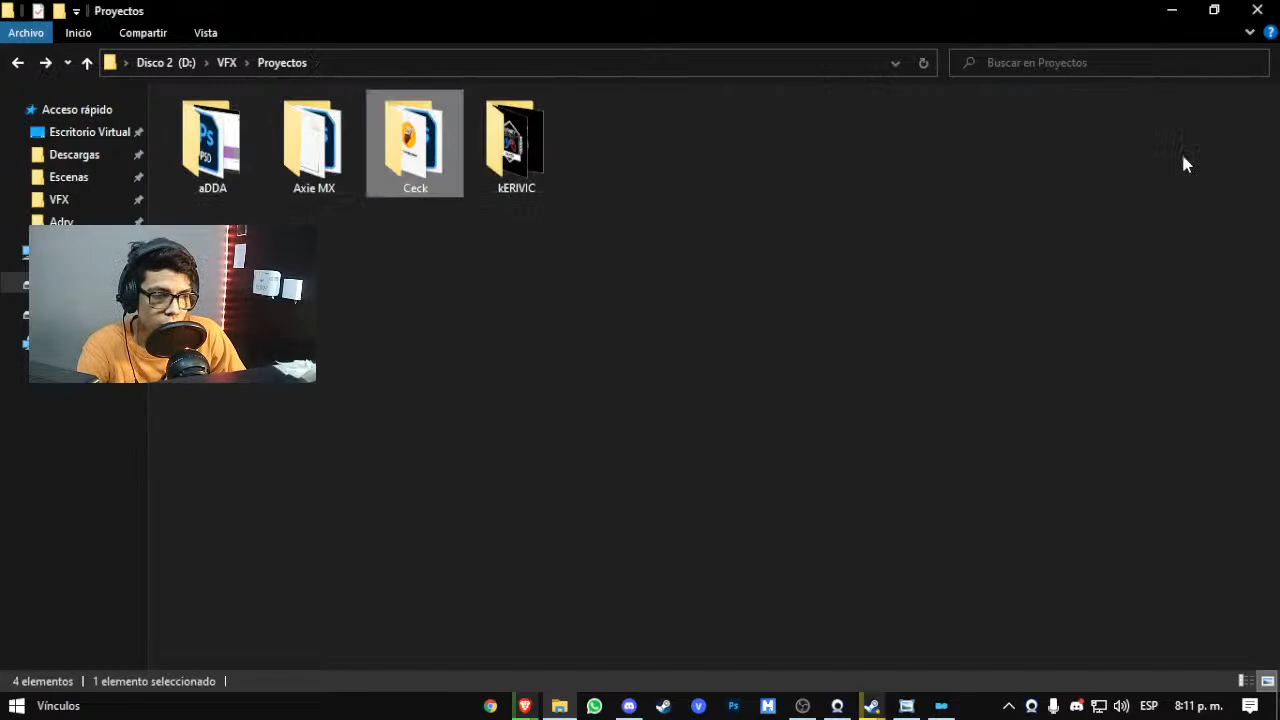 Proyectos
Archivo
Inicio
Compartir
Vista
Disco 2 (D:)
VFX
Proyectos
Buscar en Proyectos
Acceso rápido
Escritorio Virtual
Descargas
Escenas
VFX
Adry
aDDA
Axie MX
Ceck
kERIVIC
4 elementos
1 elemento seleccionado
Vínculos
ESP
8:11 p. m.